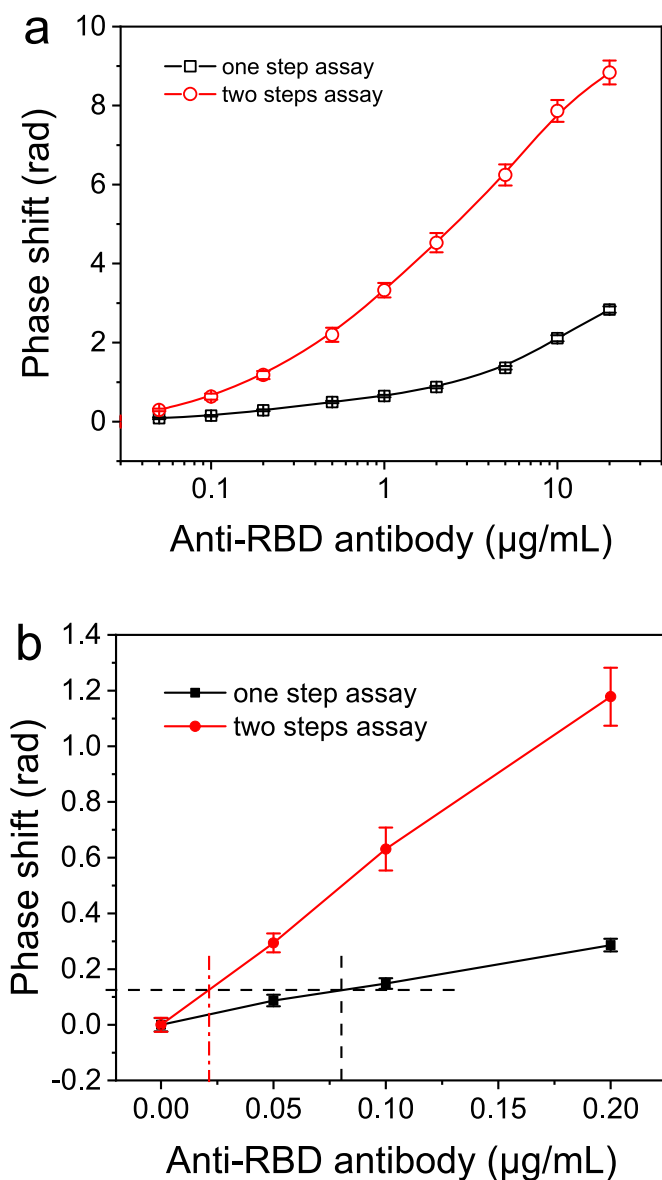 a
10
8
6
4
2
0
Phase shift (rad)
one step assay
two steps assay
0.1
1
10
Anti-RBD antibody (μg/mL)
b
1.4
1.2
1.0
0.8
0.6
0.4
0.2
0.0
-0.2
Phase shift (rad)
one step assay
two steps assay
0.00
0.05
0.10
0.15
0.20
Anti-RBD antibody (μg/mL)